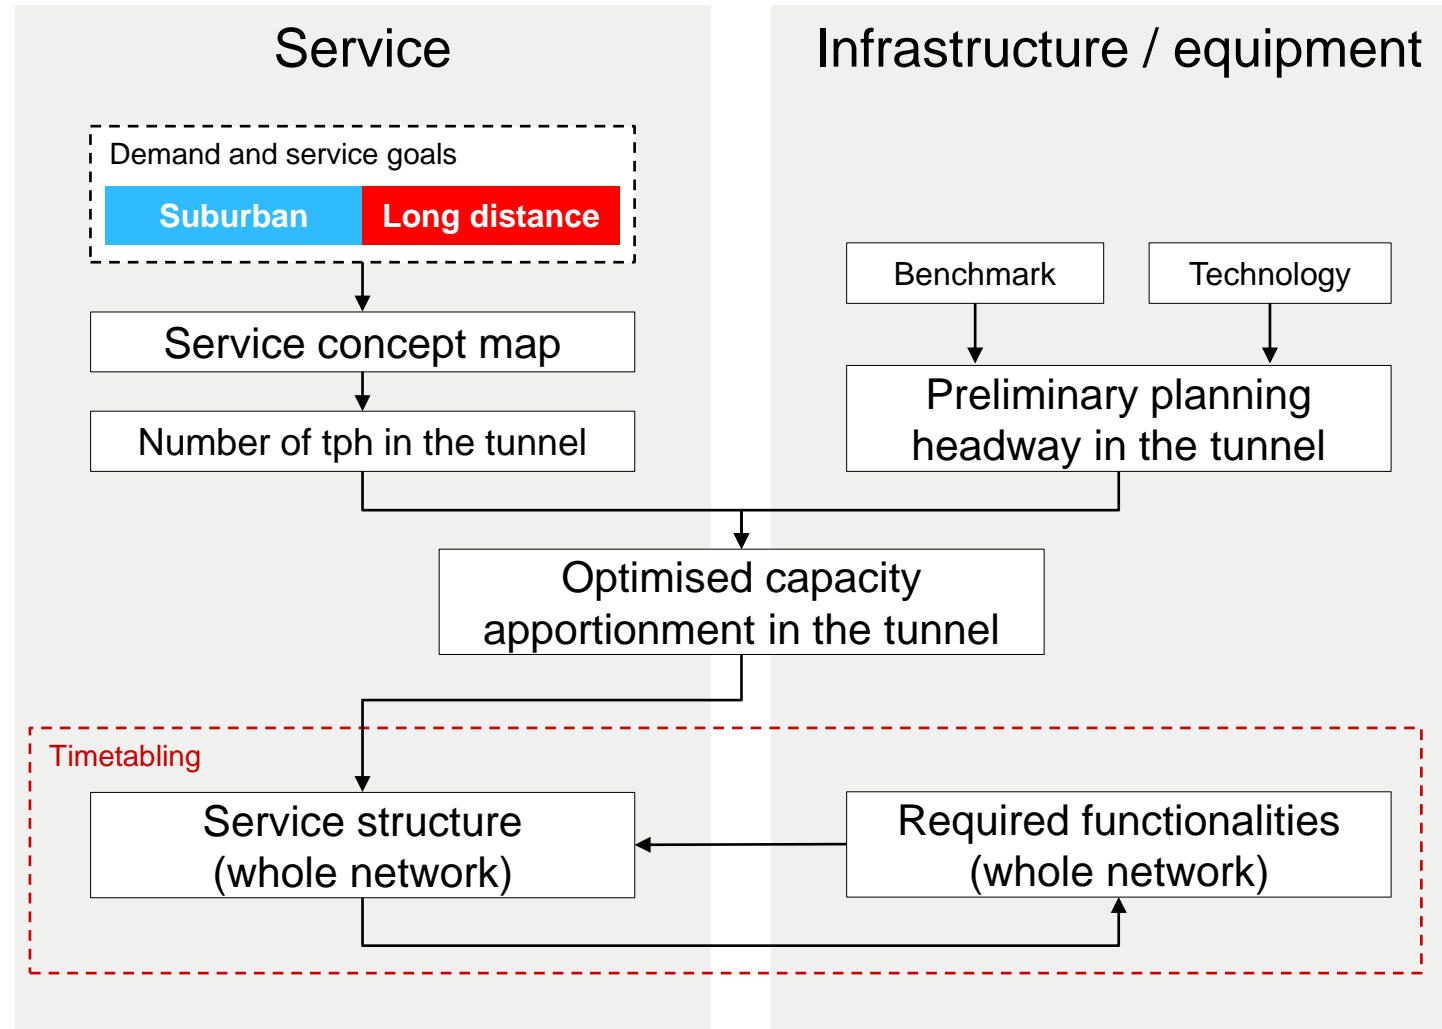 Service
Infrastructure / equipment
Demand and service goals
Suburban
Long distance
Benchmark
Technology
Service concept map
Preliminary planning
headway in the tunnel
Number of tph in the tunnel
Optimised capacity
apportionment in the tunnel
Timetabling
Service structure
(whole network)
Required functionalities
(whole network)